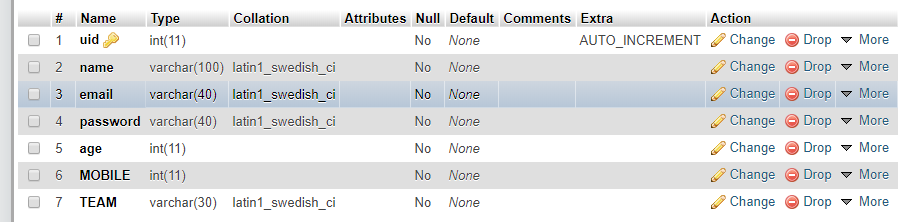 # Name Type Collation Attributes Null Default Comments Extra Action
1 uid int(11) No None AUTO_INCREMENT Change Drop More
2 name varchar(100) latin1_swedish_ci No None Change Drop More
3 email varchar(40) latin1_swedish_ci No None Change Drop More
4 password varchar(40) latin1_swedish_ci No None Change Drop More
5 age int(11) No None Change Drop More
6 MOBILE int(11) No None Change Drop More
7 TEAM varchar(30) latin1_swedish_ci No None Change Drop More